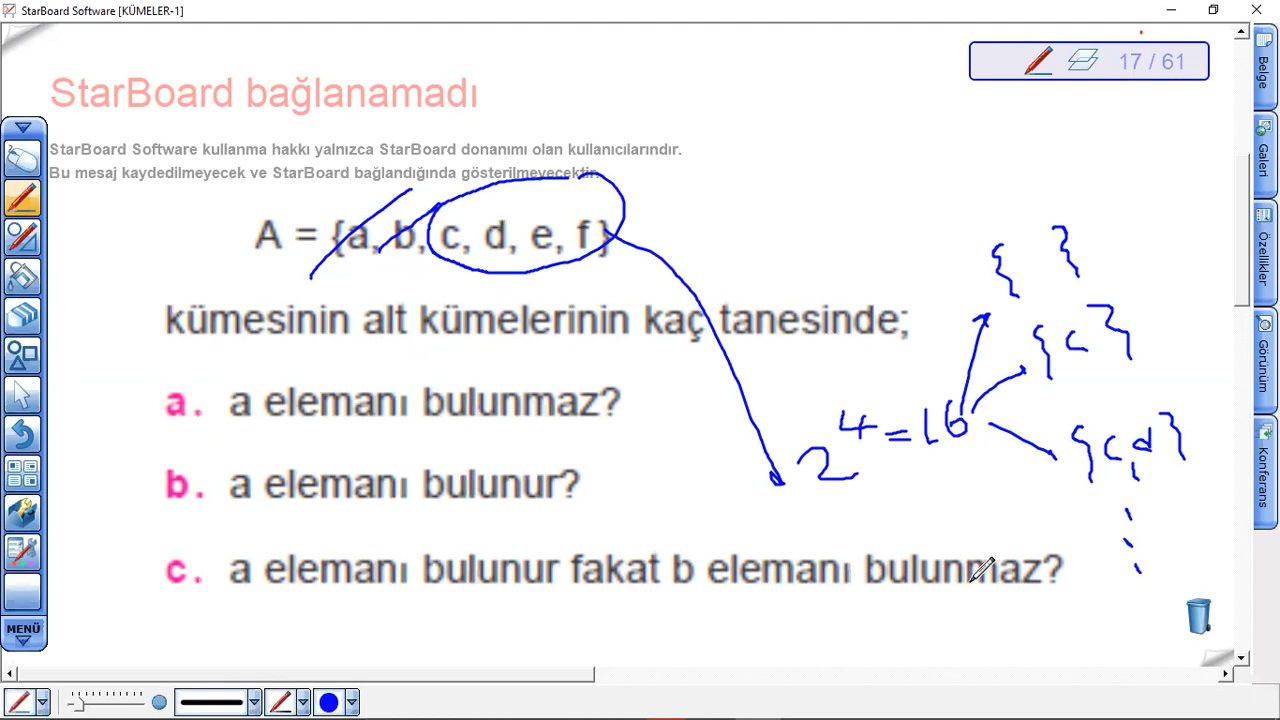 StarBoard Software [KÜMELER-1]
17 / 61
StarBoard bağlanamadı
StarBoard Software kullanma hakkı yalnızca StarBoard donanımı olan kullanıcılarındır.
Bu mesaj kaydedilmeyecek ve StarBoard bağlandığında gösterilmeyecektir.
A = {a, b, c, d, e, f}
{ }
kümesinin alt kümelerinin kaç tanesinde;
{c}
a. a elemanı bulunmaz?
2⁴ = 16
{c, d}
b. a elemanı bulunur?
c. a elemanı bulunur fakat b elemanı bulunmaz?
MENÜ
Belge
Galeri
Özellikler
Görünüm
Konferans